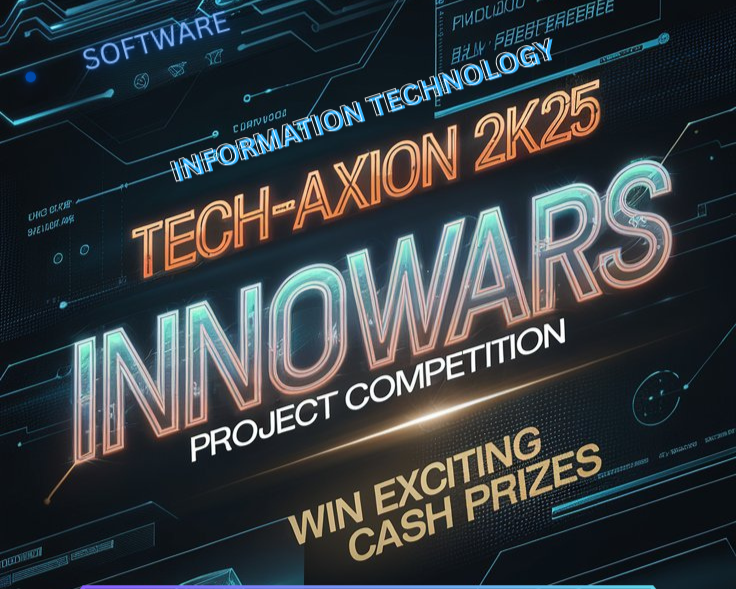 SOFTWARE
INFORMATION TECHNOLOGY
TECH-AXION 2K25
INNOWARS
PROJECT COMPETITION
WIN EXCITING
CASH PRIZES